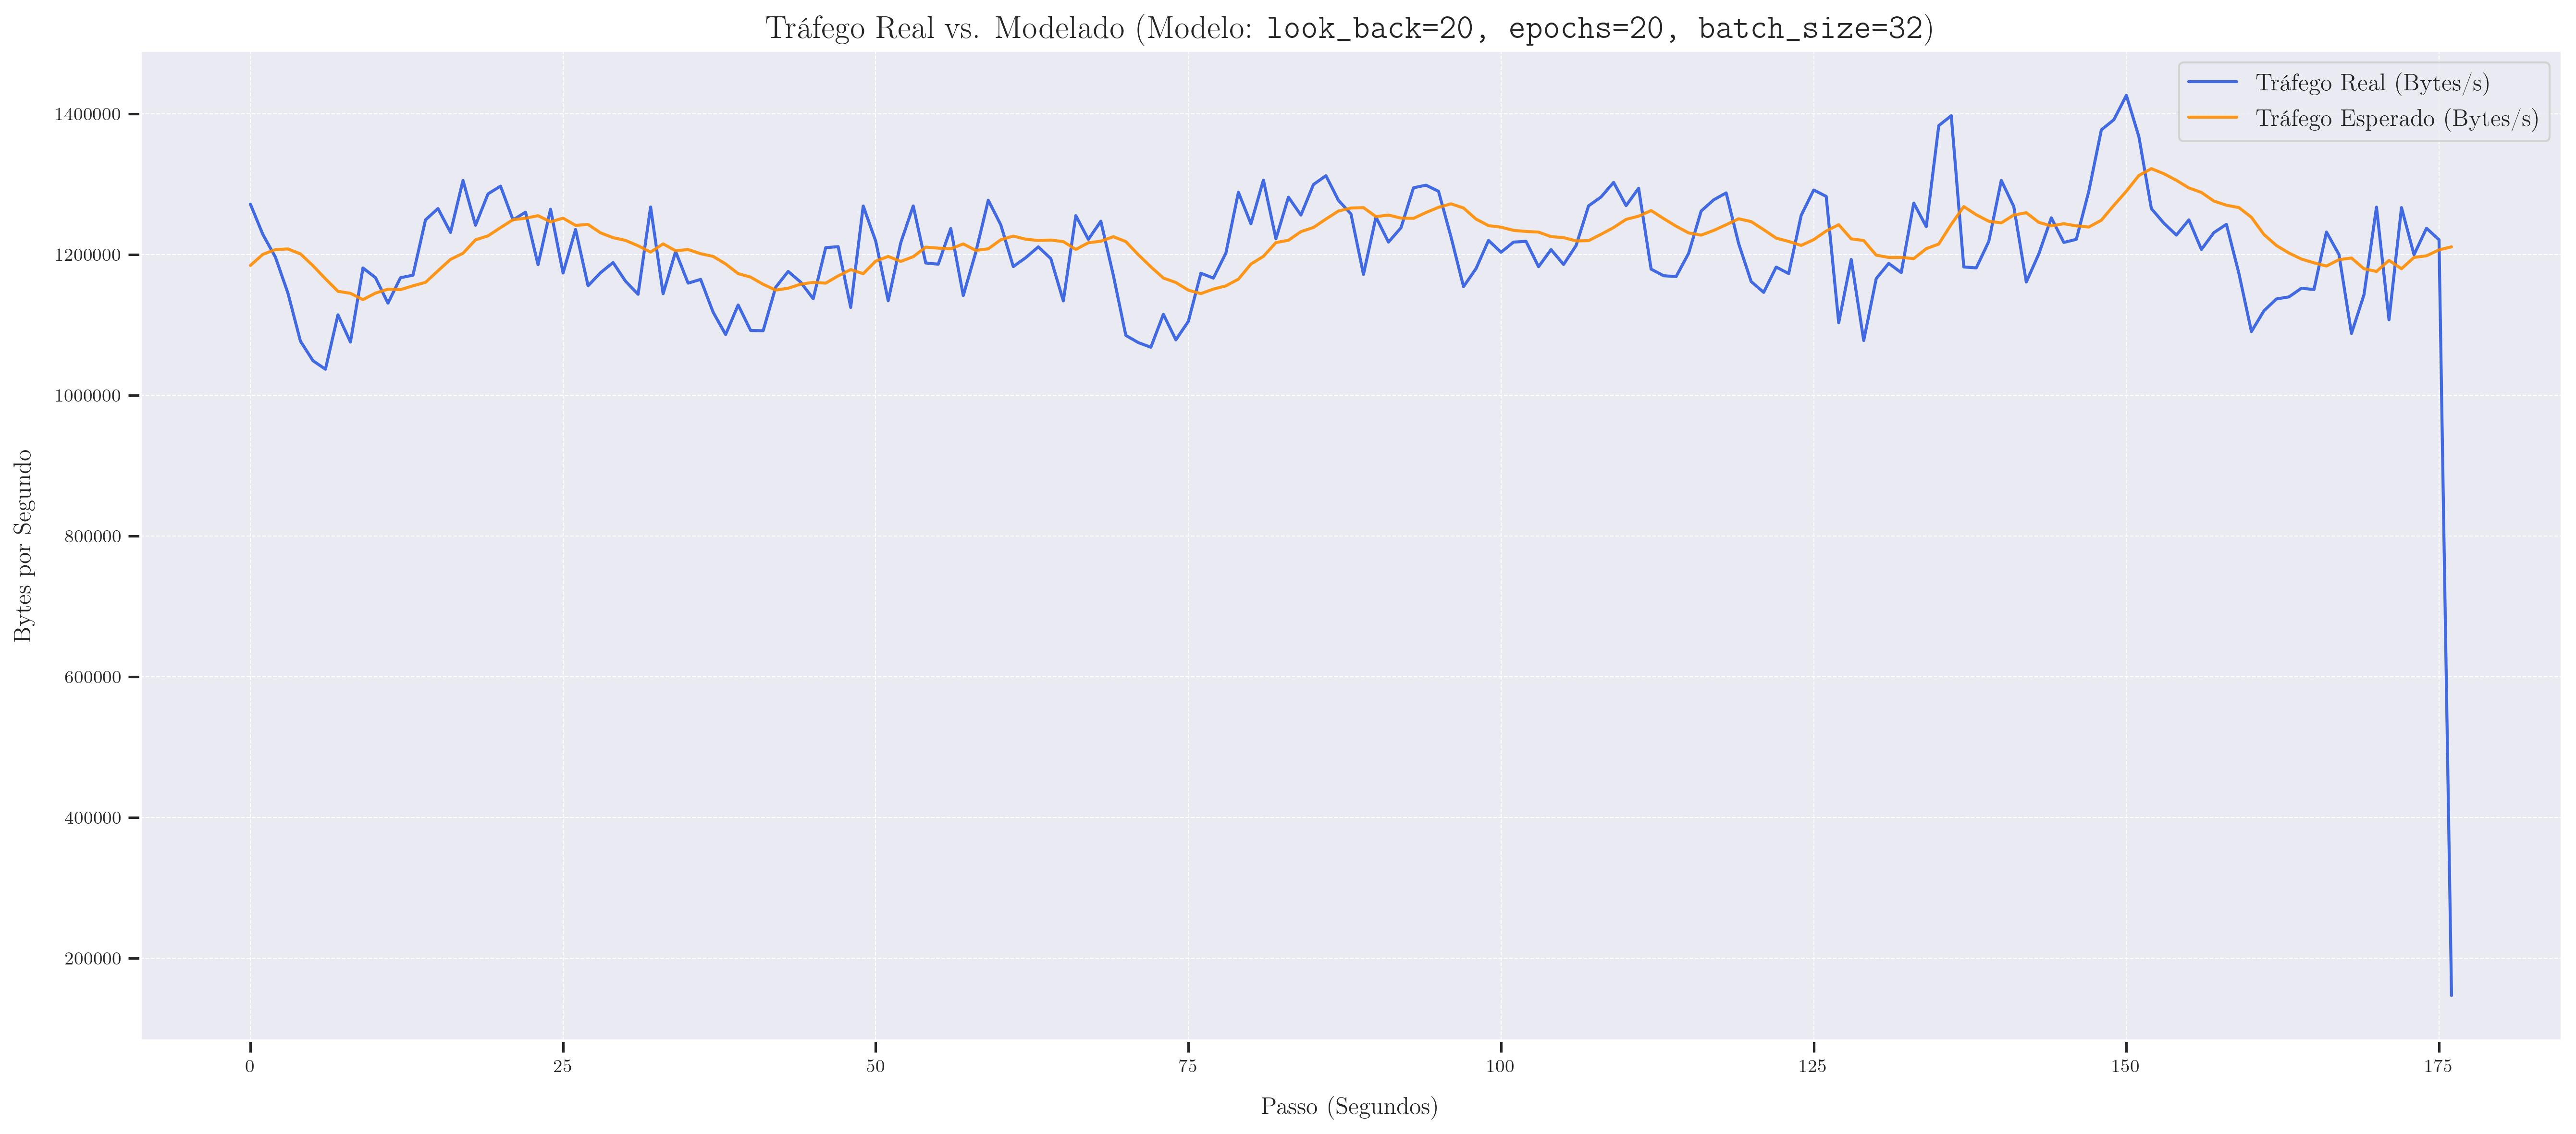 Tráfego Real vs. Modelado (Modelo: look_back=20, epochs=20, batch_size=32)
Tráfego Real (Bytes/s)
Tráfego Esperado (Bytes/s)
Bytes por Segundo
1400000
1200000
1000000
800000
600000
400000
200000
0 25 50 75 100 125 150 175
Passo (Segundos)